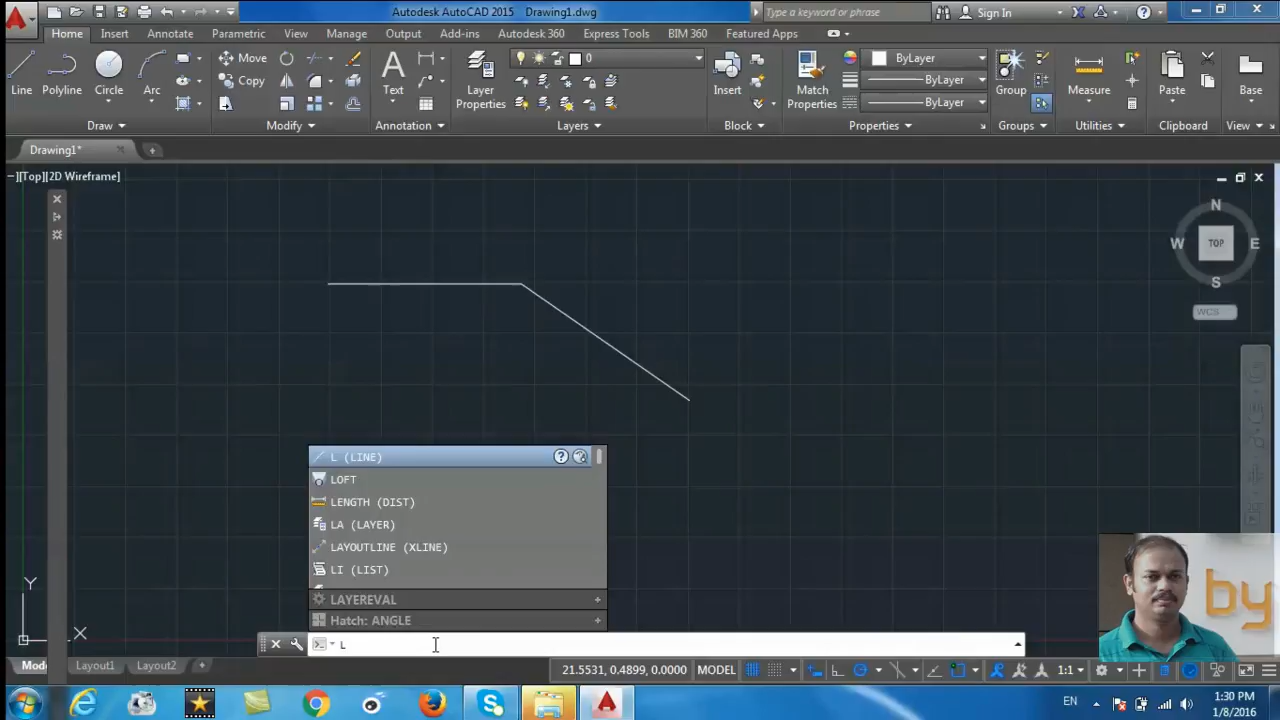 Autodesk AutoCAD 2015 Drawing1.dwg
Type a keyword or phrase
Sign In
Home Insert Annotate Parametric View Manage Output Add-ins Autodesk 360 Express Tools BIM 360 Featured Apps
Line Polyline Circle Arc
Move
Copy
Text
Layer
Properties
0
Insert
Match
Properties
ByLayer
ByLayer
ByLayer
Group
Measure
Paste
Base
Draw Modify Annotation Layers Block Properties Groups Utilities Clipboard View
Drawing1*
–][Top][2D Wireframe]
N
W TOP E
S
WCS
L (LINE)
LOFT
LENGTH (DIST)
LA (LAYER)
LAYOUTLINE (XLINE)
LI (LIST)
LAYEREVAL
Hatch: ANGLE
L
Y
X
by
Mode Layout1 Layout2
21.5531, 0.4899, 0.0000 MODEL
1:1
EN
1:30 PM
1/8/2016